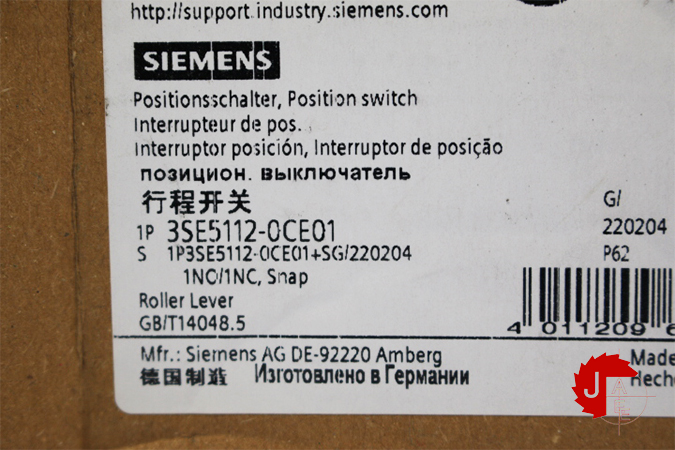 http://support.industry.siemens.com
SIEMENS
Positionsschalter, Position switch
Interrupteur de pos.
Interruptor posición, Interruptor de posição
позицион. выключатель
行程开关
1P 3SE5112-0CE01
S 1P3SE5112-0CE01+SG/220204
1NO/1NC, Snap
G/
220204
P62
Roller Lever
GB/T14048.5
4 011209 6
Mfr.: Siemens AG DE-92220 Amberg
Made
德国制造 Изготовлено в Германии
Hecho
J